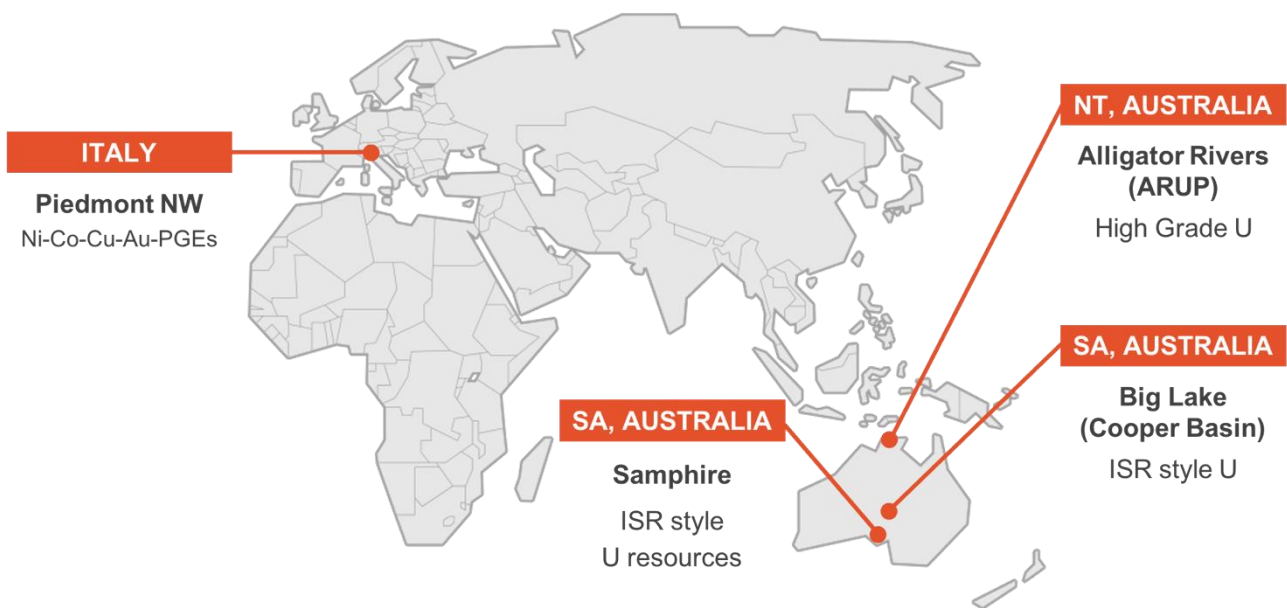 ITALY
Piedmont NW
Ni-Co-Cu-Au-PGEs
NT, AUSTRALIA
Alligator Rivers
(ARUP)
High Grade U
SA, AUSTRALIA
Big Lake
(Cooper Basin)
ISR style U
SA, AUSTRALIA
Samphire
ISR style
U resources